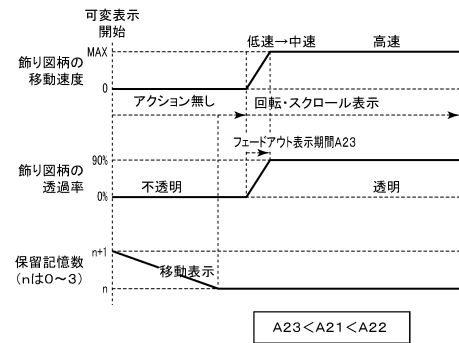 可変表示
開始
低速→中速
高速
飾り図柄の
移動速度
MAX
0
アクション無し
回転・スクロール表示
フェードアウト表示期間A23
飾り図柄の
透過率
90%
0%
不透明
透明
保留記憶数
(nは0～3)
n+1
n
移動表示
A23＜A21＜A22